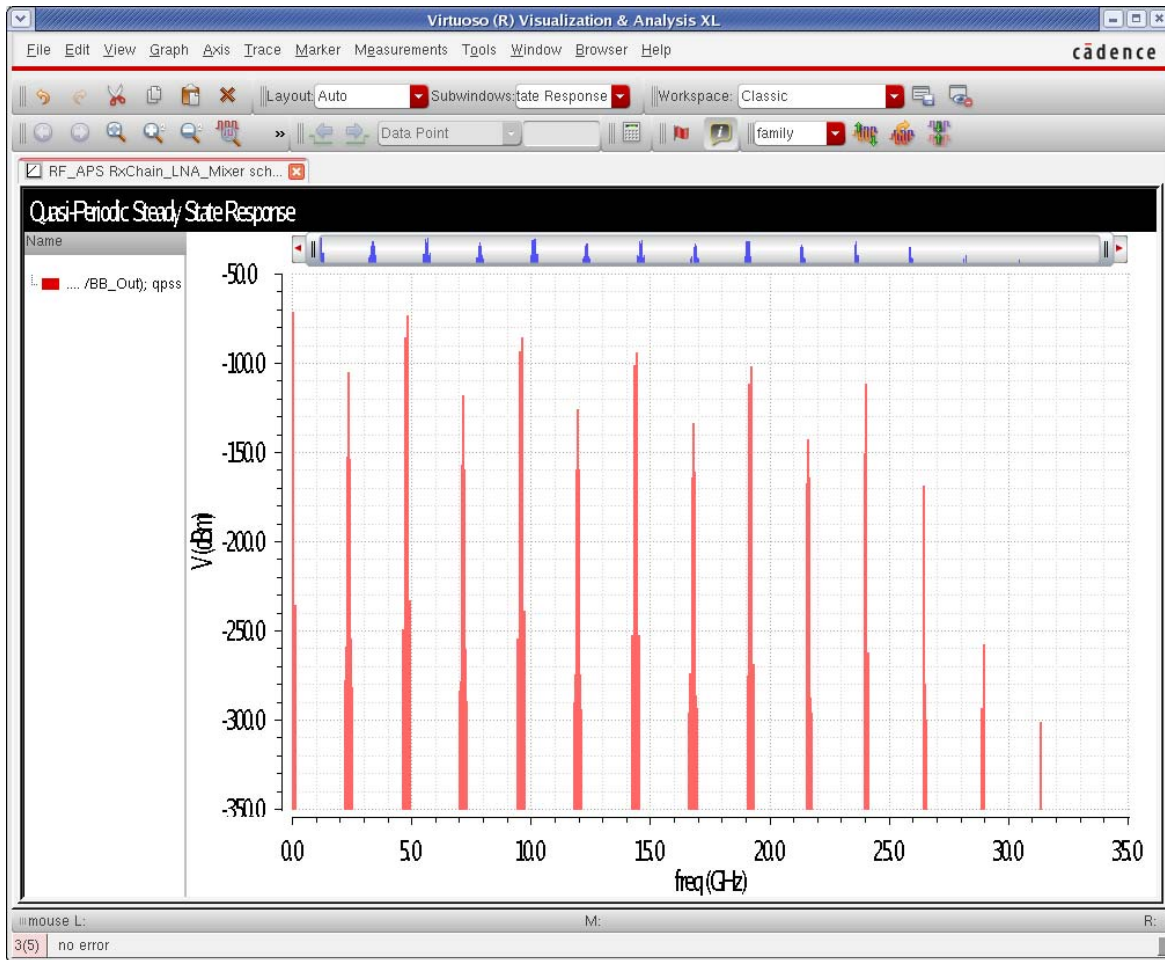 Virtuoso (R) Visualization & Analysis XL
File Edit View Graph Axis Trace Marker Measurements Tools Window Browser Help
cādence
Layout: Auto Subwindows: tate Response Workspace: Classic
» Data Point family
RF_APS RxChain_LNA_Mixer sch...
Quasi-Periodic Steady State Response
Name
.... /BB_Out); qpss
-50.0
-100.0
-150.0
-200.0
-250.0
-300.0
-350.0
V (dBm)
0.0 5.0 10.0 15.0 20.0 25.0 30.0 35.0
freq (GHz)
mouse L: M: R:
3(5) no error